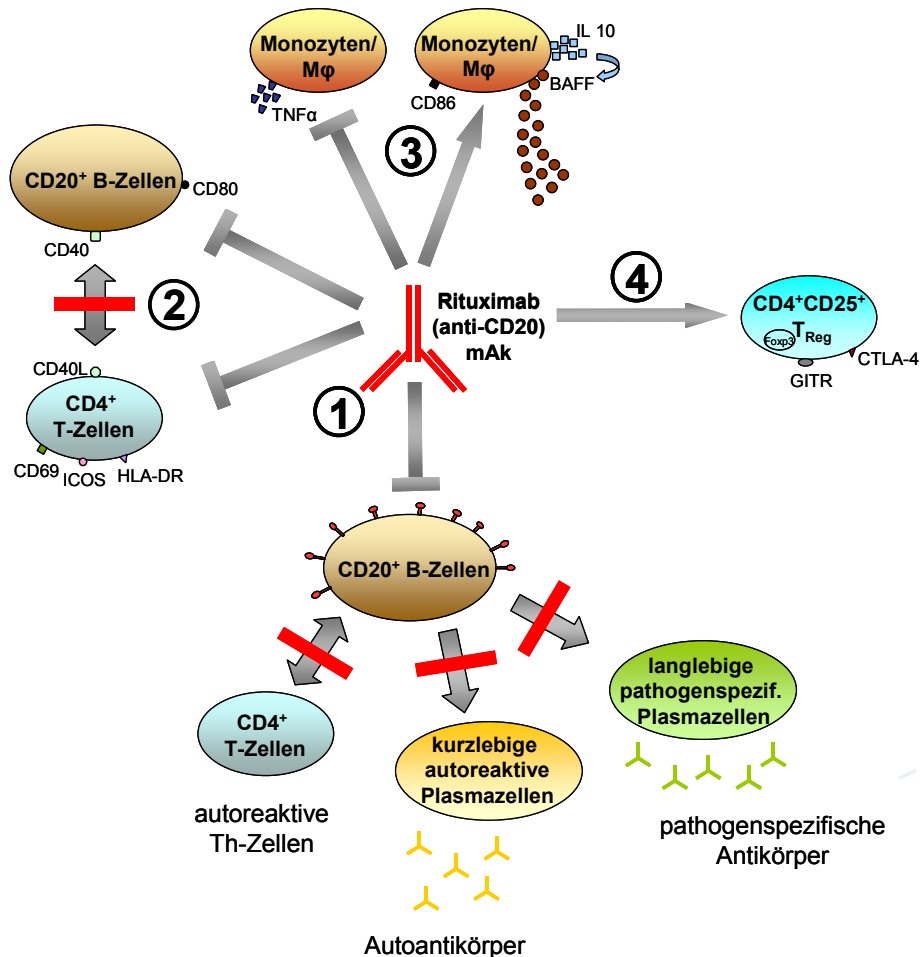 Monozyten/
Mφ
TNFα
Monozyten/
Mφ
IL 10
BAFF
CD86
3
CD20⁺ B-Zellen
CD80
CD40
2
CD40L
CD4⁺
T-Zellen
CD69
ICOS
HLA-DR
Rituximab
(anti-CD20)
mAk
4
CD4⁺CD25⁺
T_Reg
Foxp3
CTLA-4
GITR
1
CD20⁺ B-Zellen
CD4⁺
T-Zellen
autoreaktive
Th-Zellen
kurzlebige
autoreaktive
Plasmazellen
Autoantikörper
langlebige
pathogenspezif.
Plasmazellen
pathogenspezifische
Antikörper